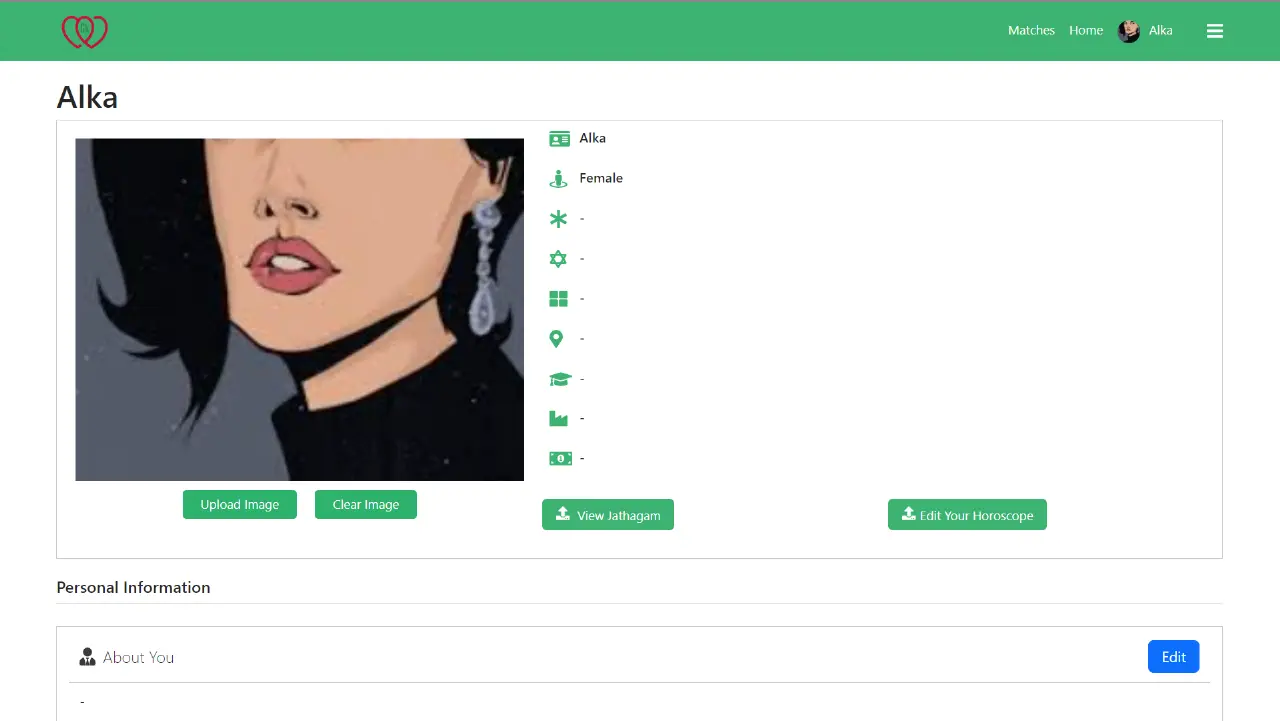 Matches Home Alka
Alka
Alka
Female
-
-
-
-
-
-
-
Upload Image Clear Image
View Jathagam Edit Your Horoscope
Personal Information
About You Edit
-